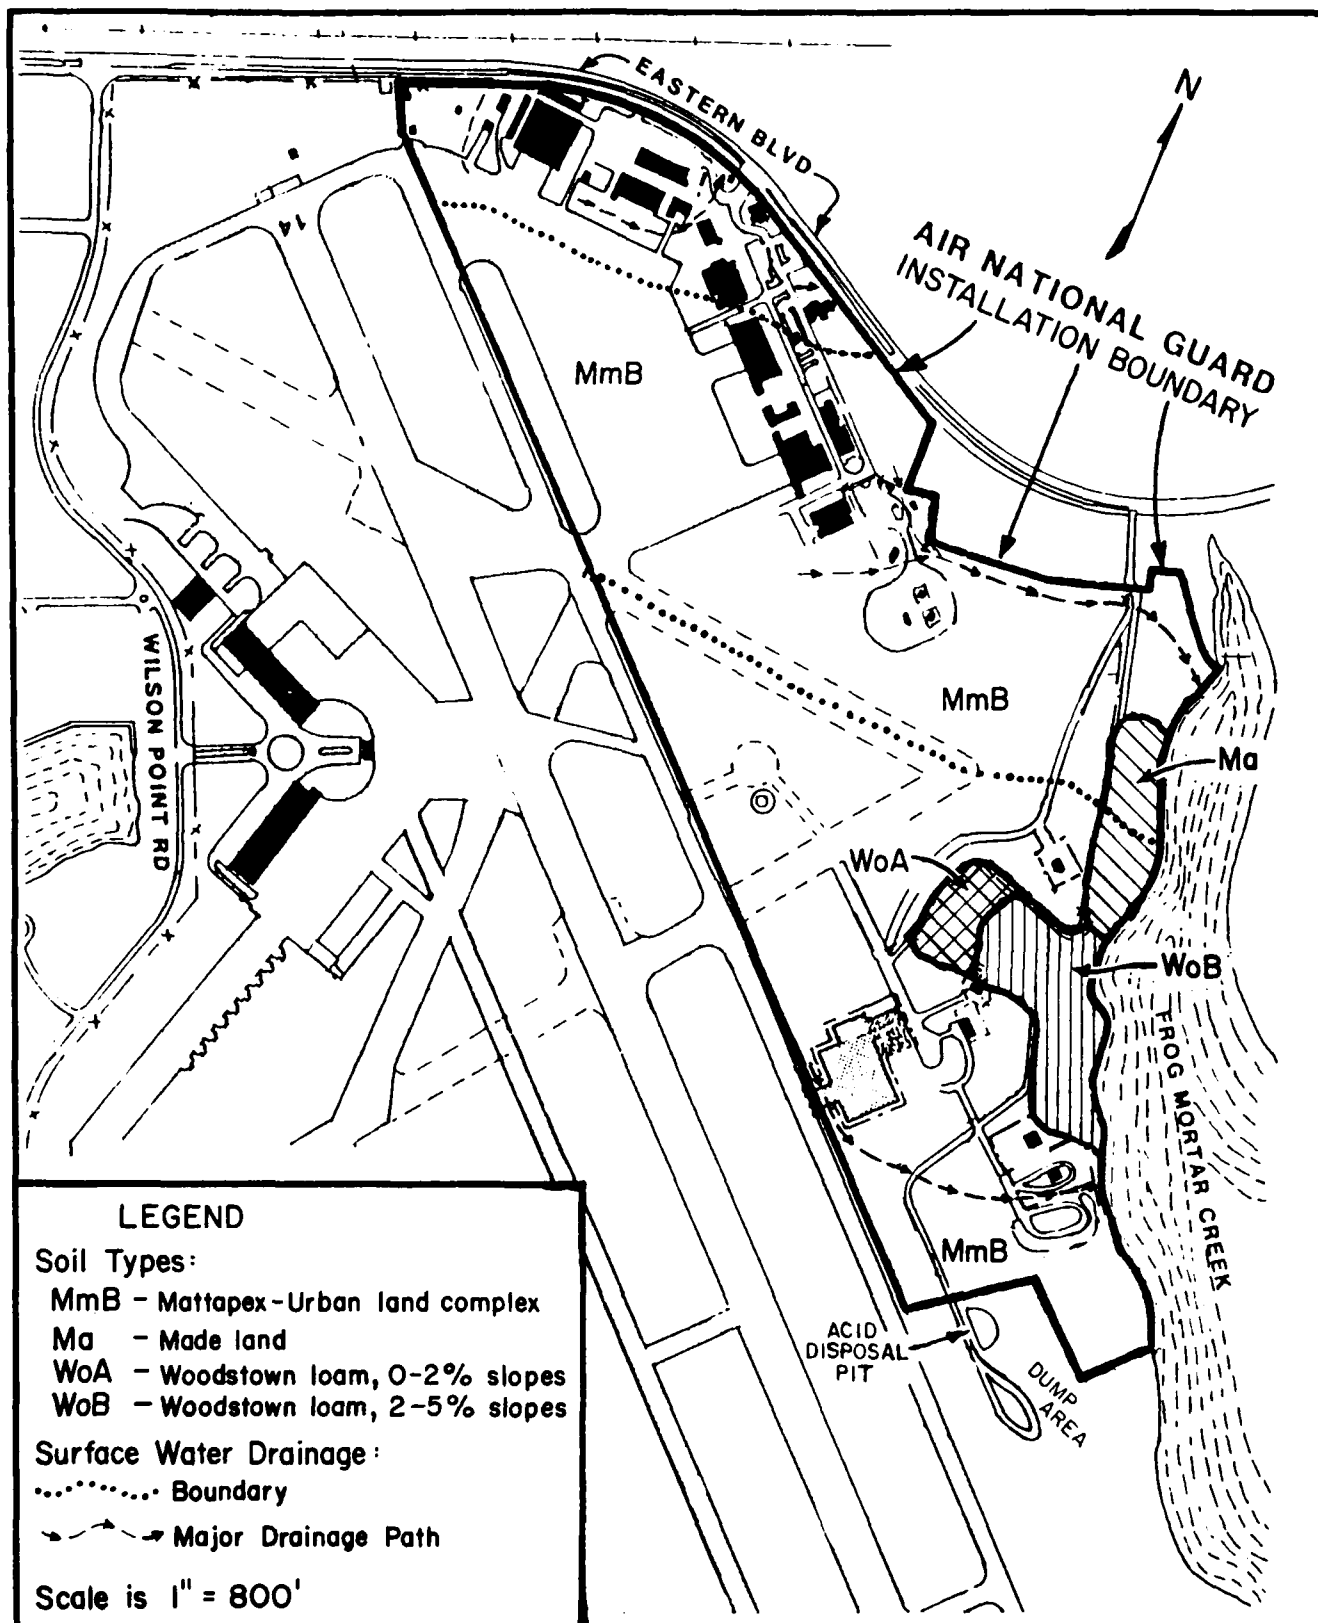 EASTERN BLVD
N
AIR NATIONAL GUARD
INSTALLATION BOUNDARY
14
MmB
WILSON POINT RD
MmB
Ma
WoA
WoB
FROG MORTAR CREEK
MmB
ACID
DISPOSAL
PIT
DUMP
AREA
LEGEND
Soil Types:
MmB - Mattapex-Urban land complex
Ma - Made land
WoA - Woodstown loam, 0-2% slopes
WoB - Woodstown loam, 2-5% slopes
Surface Water Drainage:
Boundary
Major Drainage Path
Scale is 1" = 800'